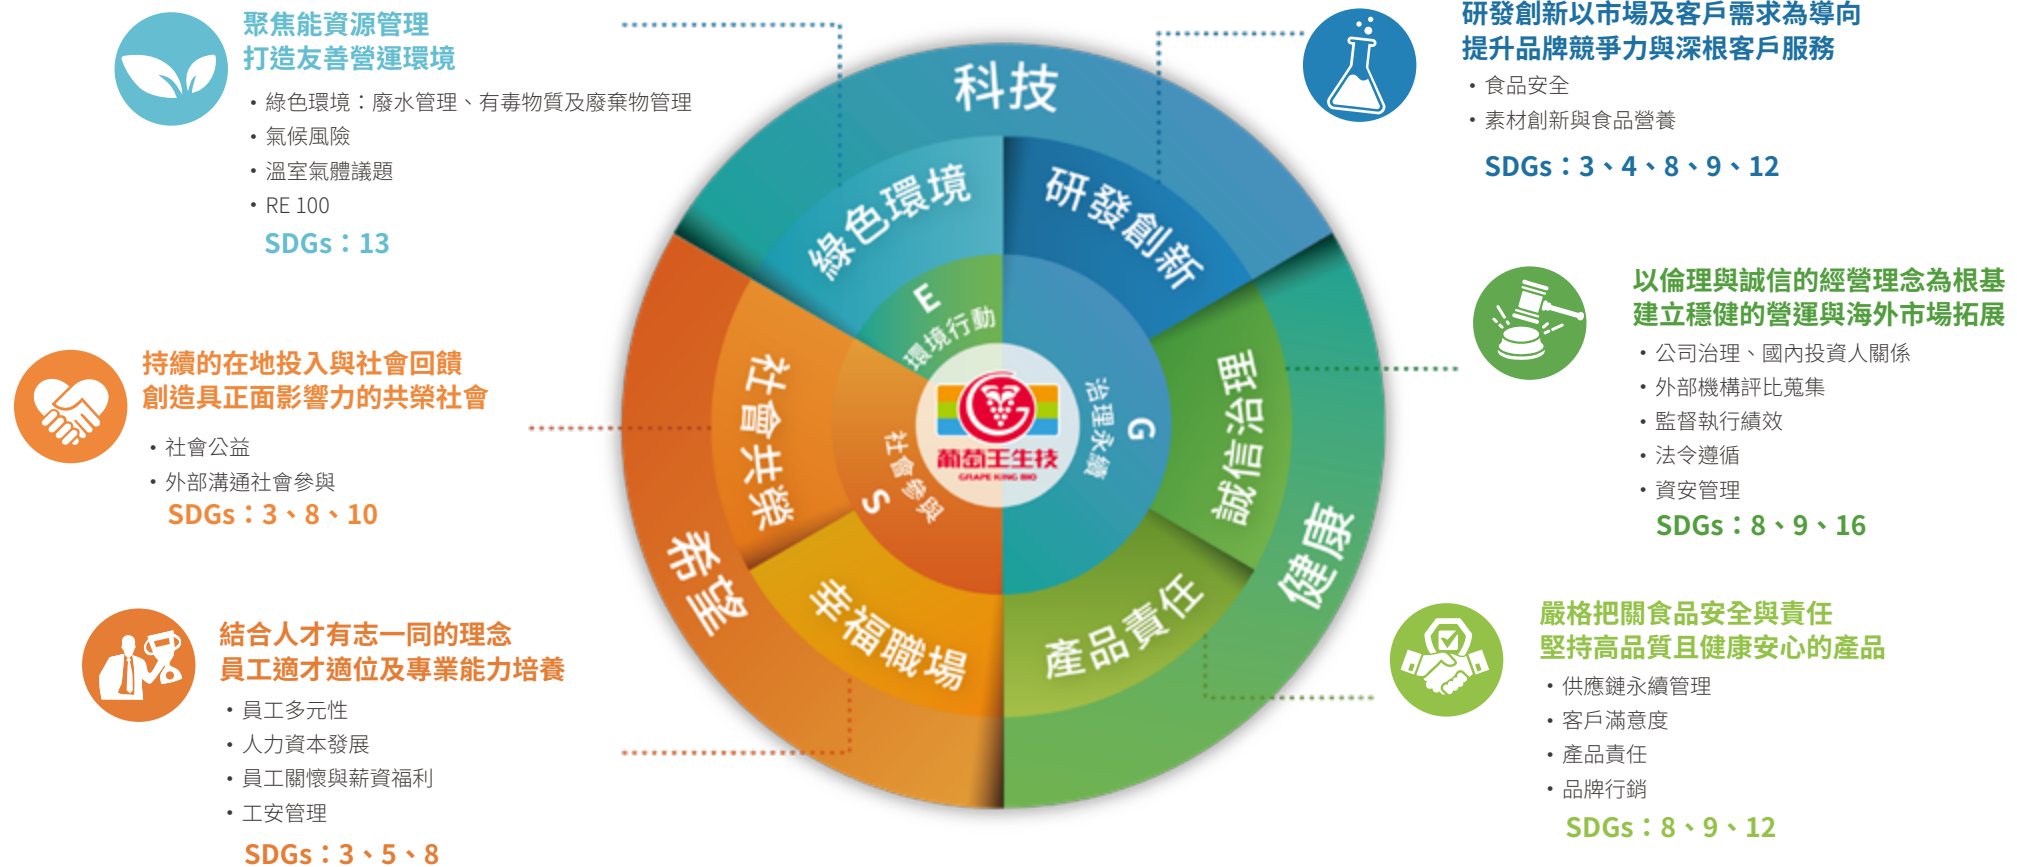 聚焦能資源管理
打造友善營運環境
•綠色環境：廢水管理、有毒物質及廢棄物管理
•氣候風險
•溫室氣體議題
•RE 100
SDGs：13
持續的在地投入與社會回饋
創造具正面影響力的共榮社會
•社會公益
•外部溝通社會參與
SDGs：3、8、10
結合人才有志一同的理念
員工適才適位及專業能力培養
•員工多元性
•人力資本發展
•員工關懷與薪資福利
•工安管理
SDGs：3、5、8
科技
綠色環境
研發創新
E
環境行動
社會共榮
社會參與
S
葡萄王生技
GRAPE KING BIO
治理永續
G
誠信治理
希望
幸福職場
產品責任
健康
研發創新以市場及客戶需求為導向
提升品牌競爭力與深根客戶服務
•食品安全
•素材創新與食品營養
SDGs：3、4、8、9、12
以倫理與誠信的經營理念為根基
建立穩健的營運與海外市場拓展
•公司治理、國內投資人關係
•外部機構評比蒐集
•監督執行績效
•法令遵循
•資安管理
SDGs：8、9、16
嚴格把關食品安全與責任
堅持高品質且健康安心的產品
•供應鏈永續管理
•客戶滿意度
•產品責任
•品牌行銷
SDGs：8、9、12